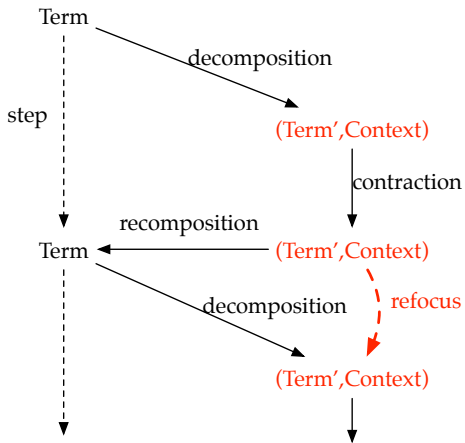 Term
decomposition
step
(Term’,Context)
contraction
recomposition
Term
(Term’,Context)
decomposition
refocus
(Term’,Context)